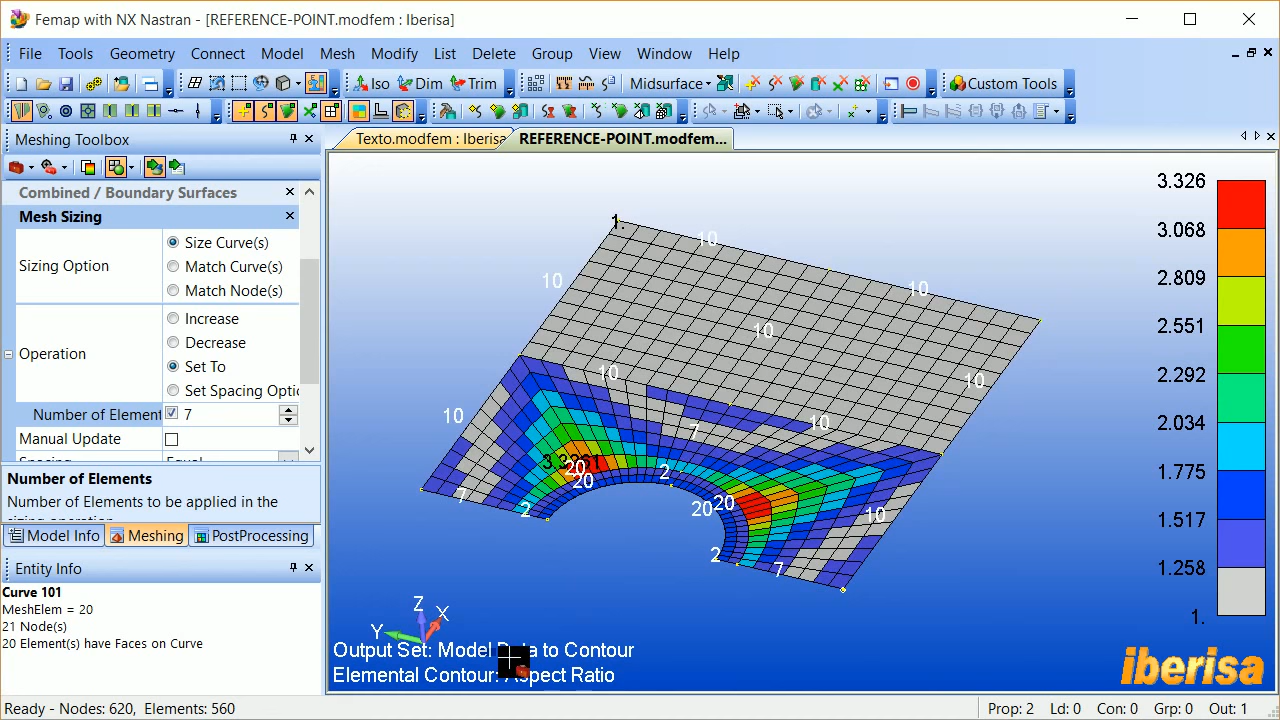 Femap with NX Nastran - [REFERENCE-POINT.modfem : Iberisa]
File Tools Geometry Connect Model Mesh Modify List Delete Group View Window Help
Iso Dim Trim Midsurface Custom Tools
Meshing Toolbox
Texto.modfem : Iberisa REFERENCE-POINT.modfem...
Combined / Boundary Surfaces
Mesh Sizing
Sizing Option
Size Curve(s)
Match Curve(s)
Match Node(s)
Operation
Increase
Decrease
Set To
Set Spacing Optic
Number of Element 7
Manual Update
Spacing Equal
Number of Elements
Number of Elements to be applied in the
sizing operation.
Model Info Meshing PostProcessing
Entity Info
Curve 101
MeshElem = 20
21 Node(s)
20 Element(s) have Faces on Curve
1.
10
10
10
10
10
10
10
10
7
20
20
2
20 20
10
7
2
2
7
3.326
3.068
2.809
2.551
2.292
2.034
1.775
1.517
1.258
1.
Z
X
Y
Output Set: Model Data to Contour
Elemental Contour: Aspect Ratio
iberisa
Ready - Nodes: 620, Elements: 560 Prop: 2 Ld: 0 Con: 0 Grp: 0 Out: 1